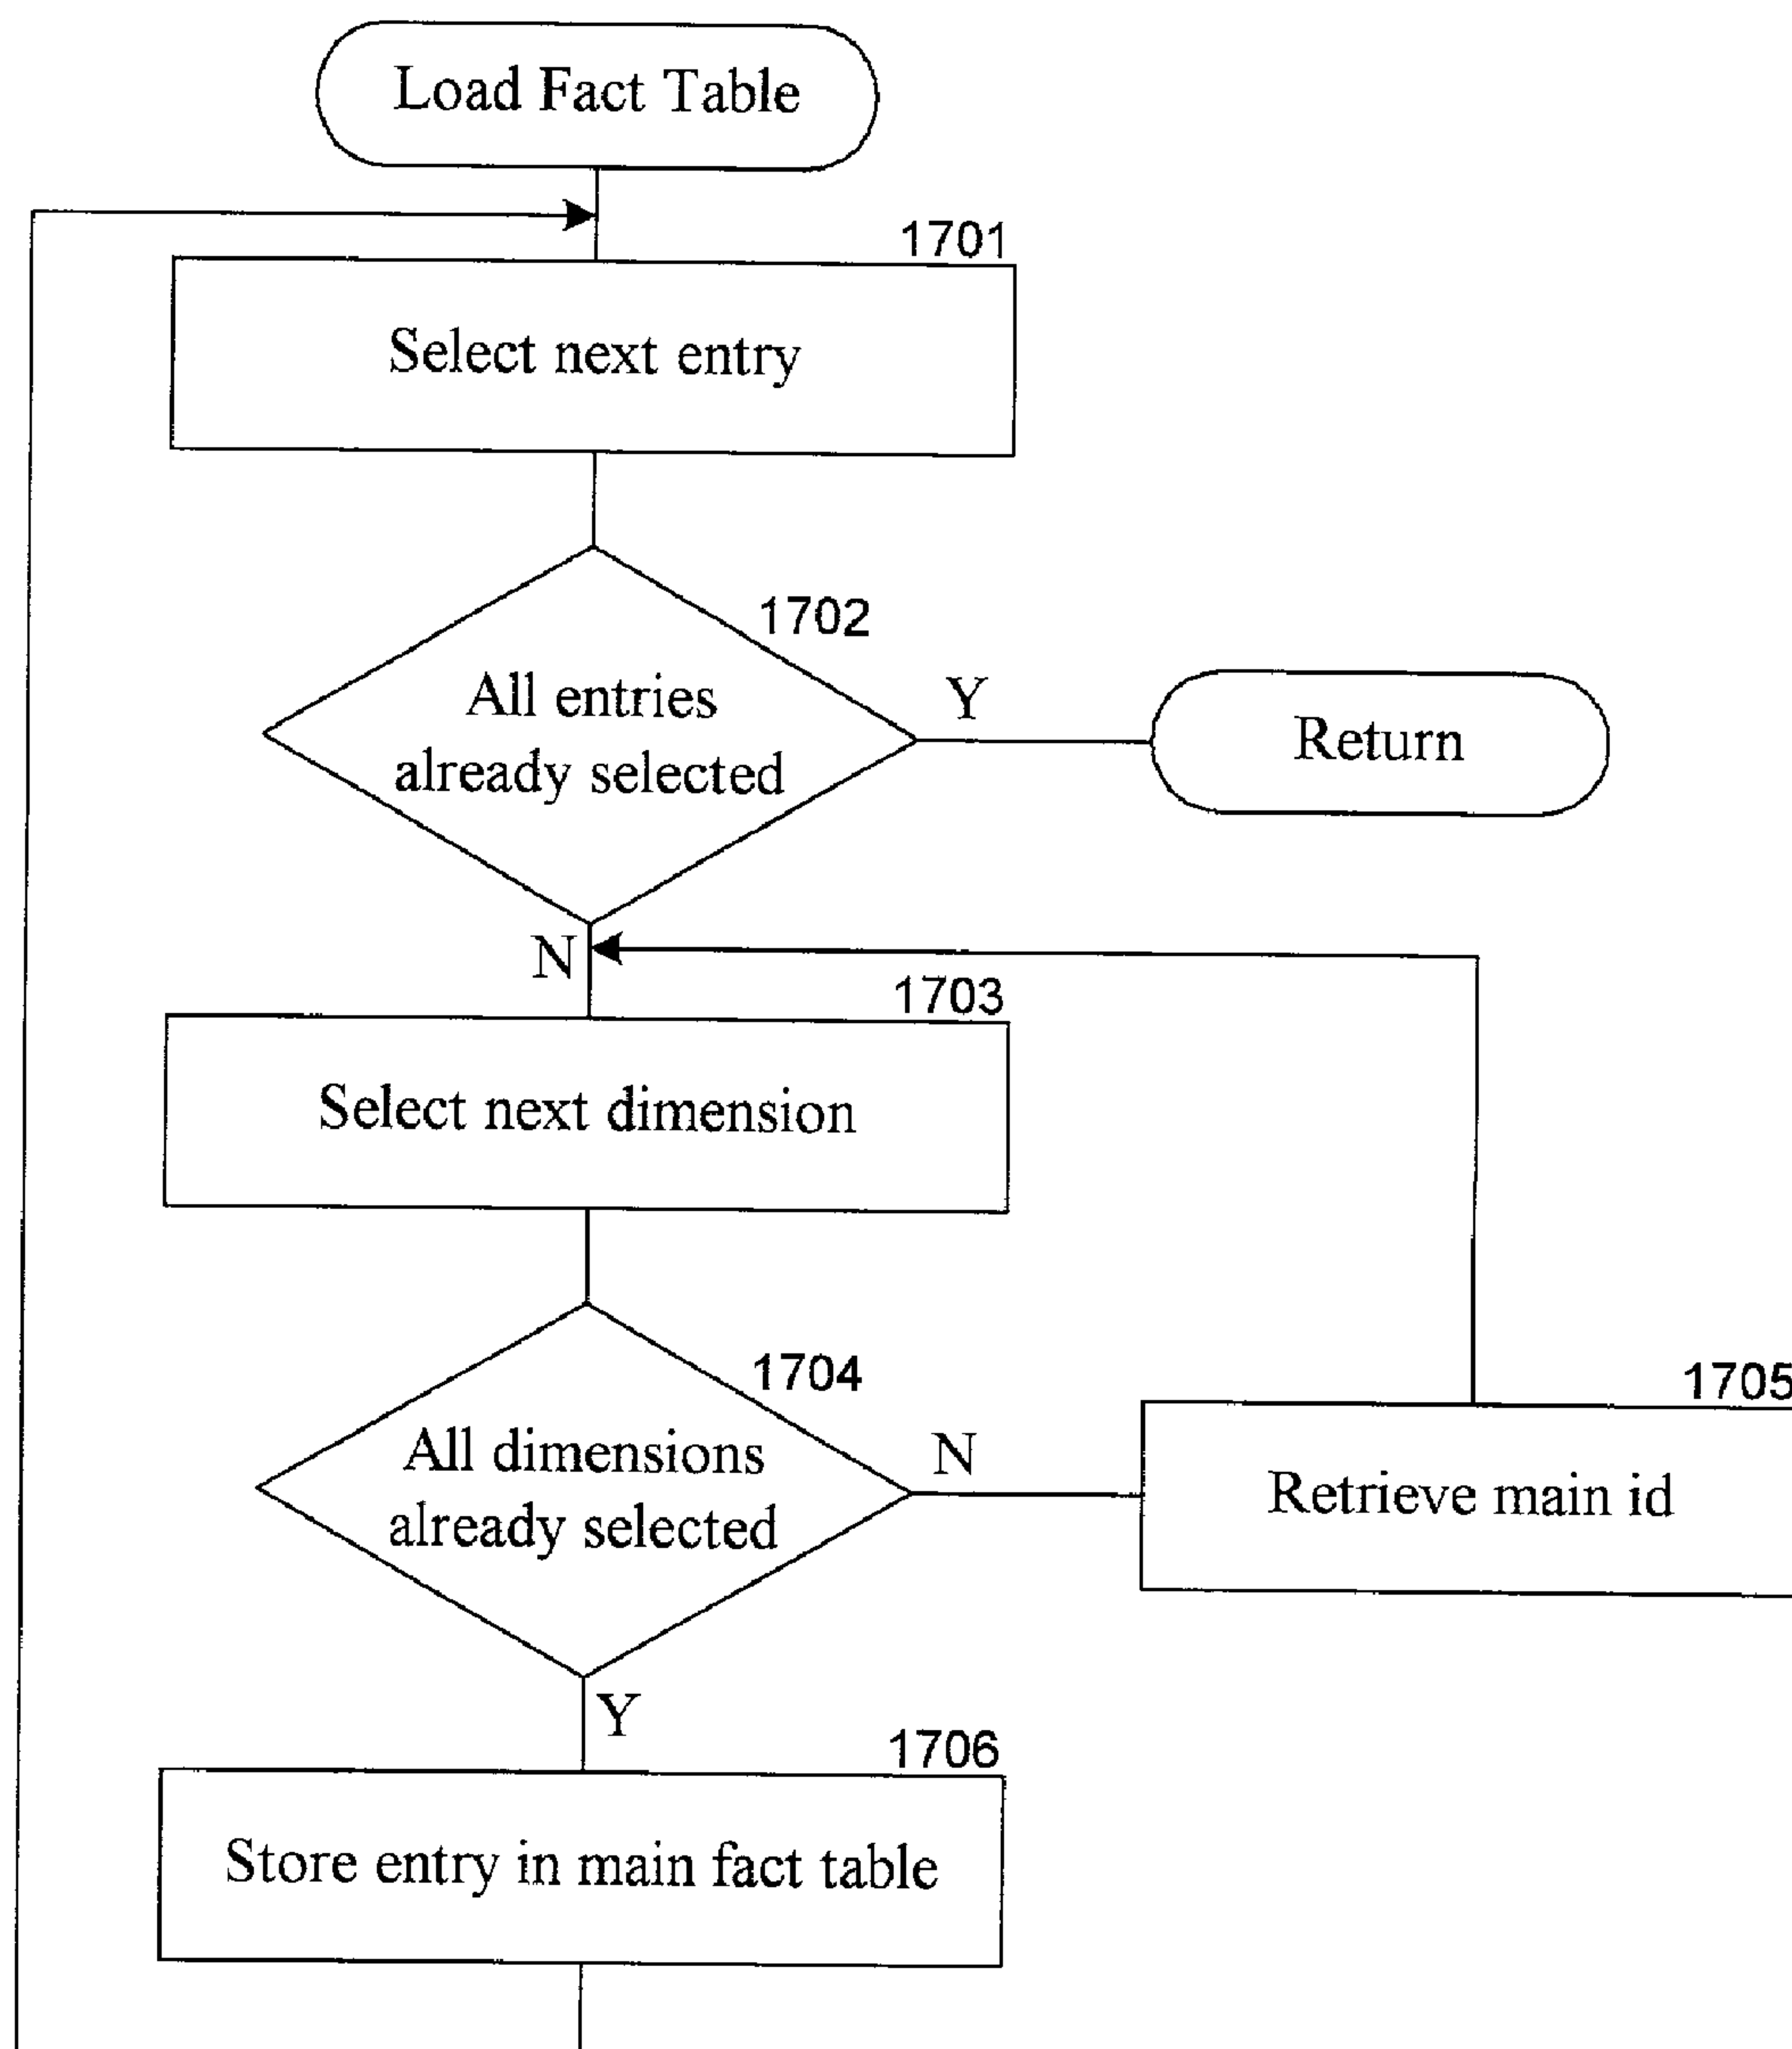 Load Fact Table
1701
Select next entry
1702
All entries
already selected
Y
Return
N
1703
Select next dimension
1704
All dimensions
already selected
N
1705
Retrieve main id
Y
1706
Store entry in main fact table